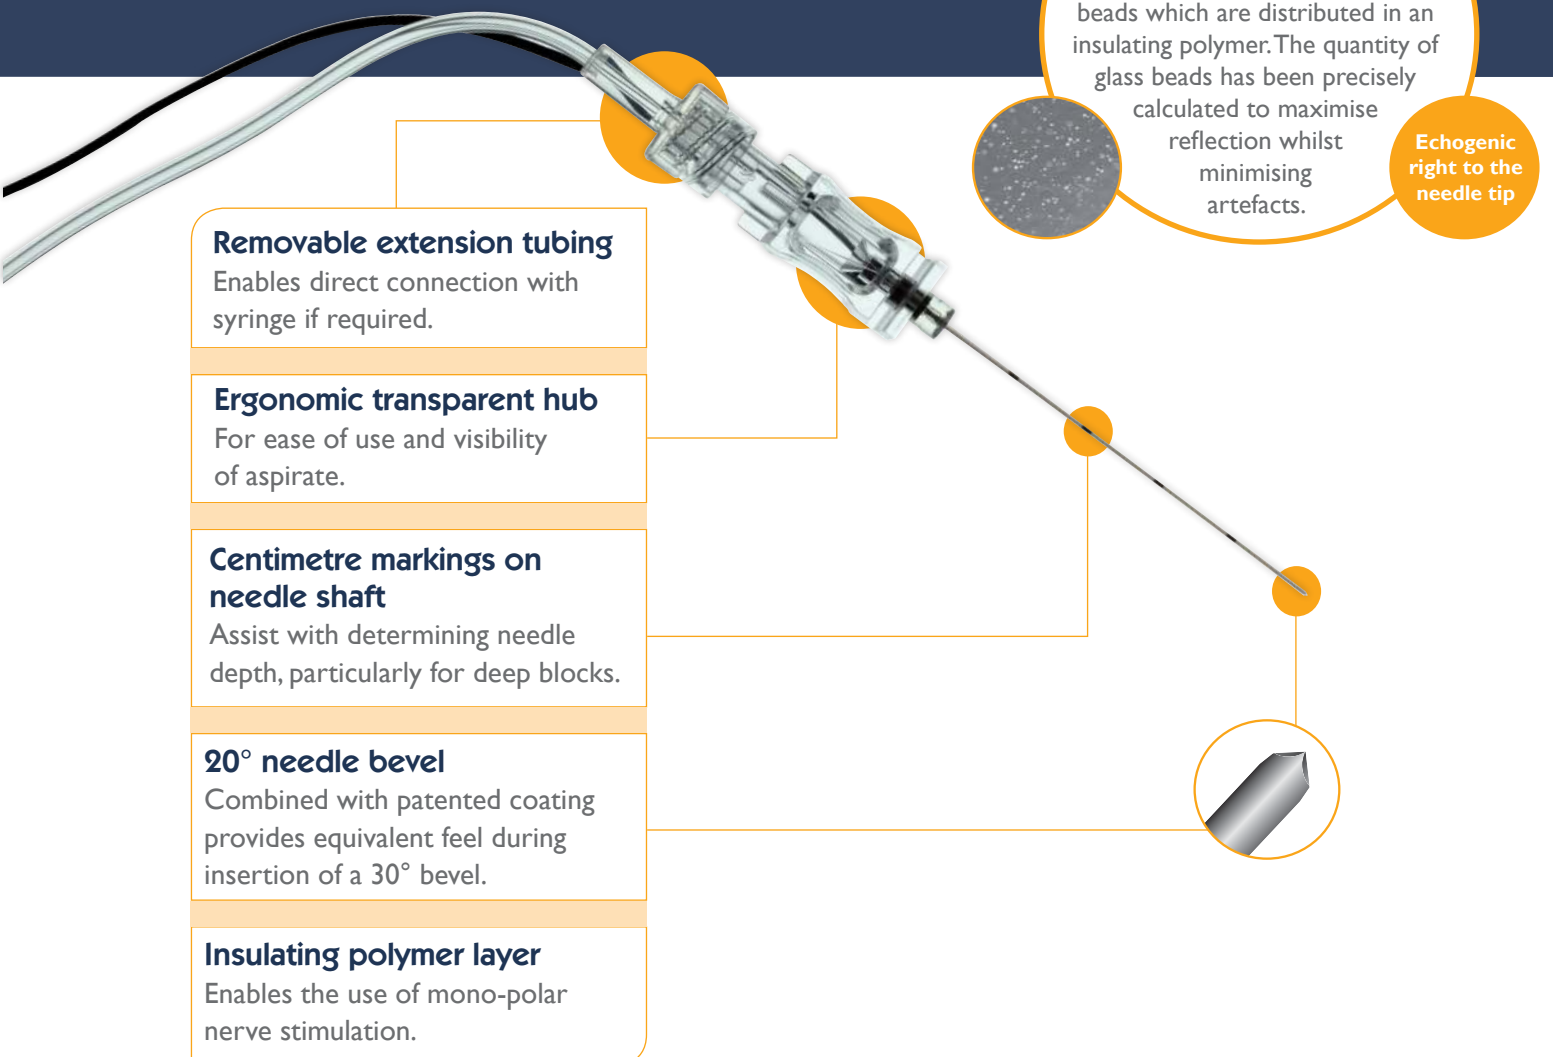 beads which are distributed in an
insulating polymer. The quantity of
glass beads has been precisely
calculated to maximise
reflection whilst
minimising
artefacts.
Echogenic
right to the
needle tip
Removable extension tubing
Enables direct connection with
syringe if required.
Ergonomic transparent hub
For ease of use and visibility
of aspirate.
Centimetre markings on
needle shaft
Assist with determining needle
depth, particularly for deep blocks.
20° needle bevel
Combined with patented coating
provides equivalent feel during
insertion of a 30° bevel.
Insulating polymer layer
Enables the use of mono-polar
nerve stimulation.